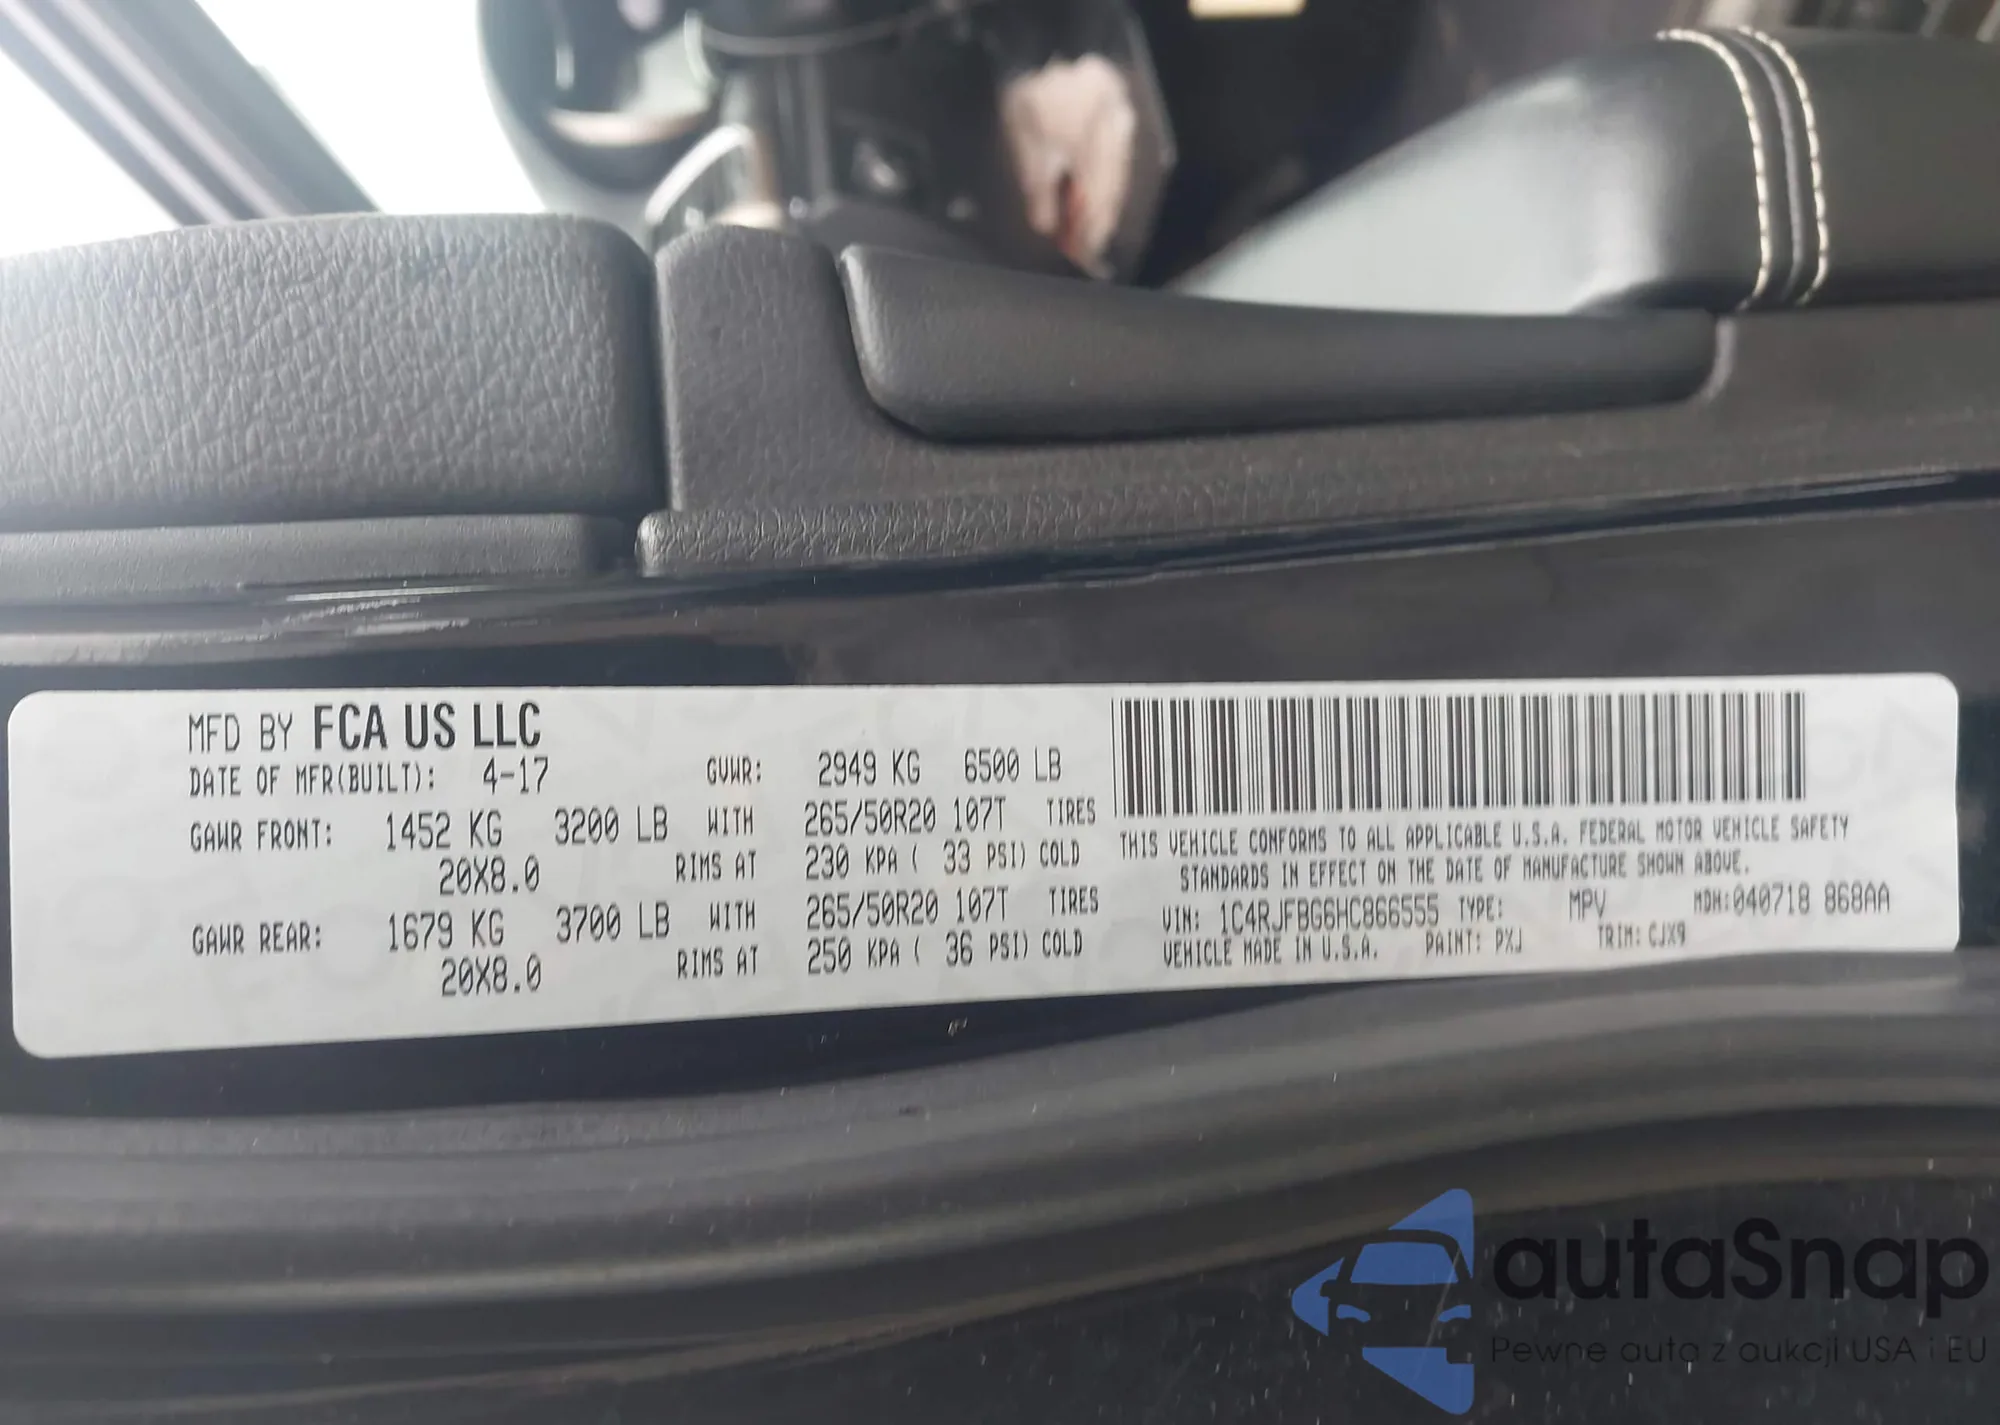 MFD BY FCA US LLC
DATE OF MFR(BUILT): 4-17 GVWR: 2949 KG 6500 LB
GAWR FRONT: 1452 KG 3200 LB WITH 265/50R20 107T TIRES
20X8.0 RIMS AT 230 KPA ( 33 PSI) COLD
GAWR REAR: 1679 KG 3700 LB WITH 265/50R20 107T TIRES
20X8.0 RIMS AT 250 KPA ( 36 PSI) COLD
THIS VEHICLE CONFORMS TO ALL APPLICABLE U.S.A. FEDERAL MOTOR VEHICLE SAFETY
STANDARDS IN EFFECT ON THE DATE OF MANUFACTURE SHOWN ABOVE.
VIN: 1C4RJFBG6HC866555 TYPE: MPV MDH:040718 868AA
VEHICLE MADE IN U.S.A. PAINT: PXJ TRIM: CJX9
autaSnap
Pewne auta z aukcji USA i EU